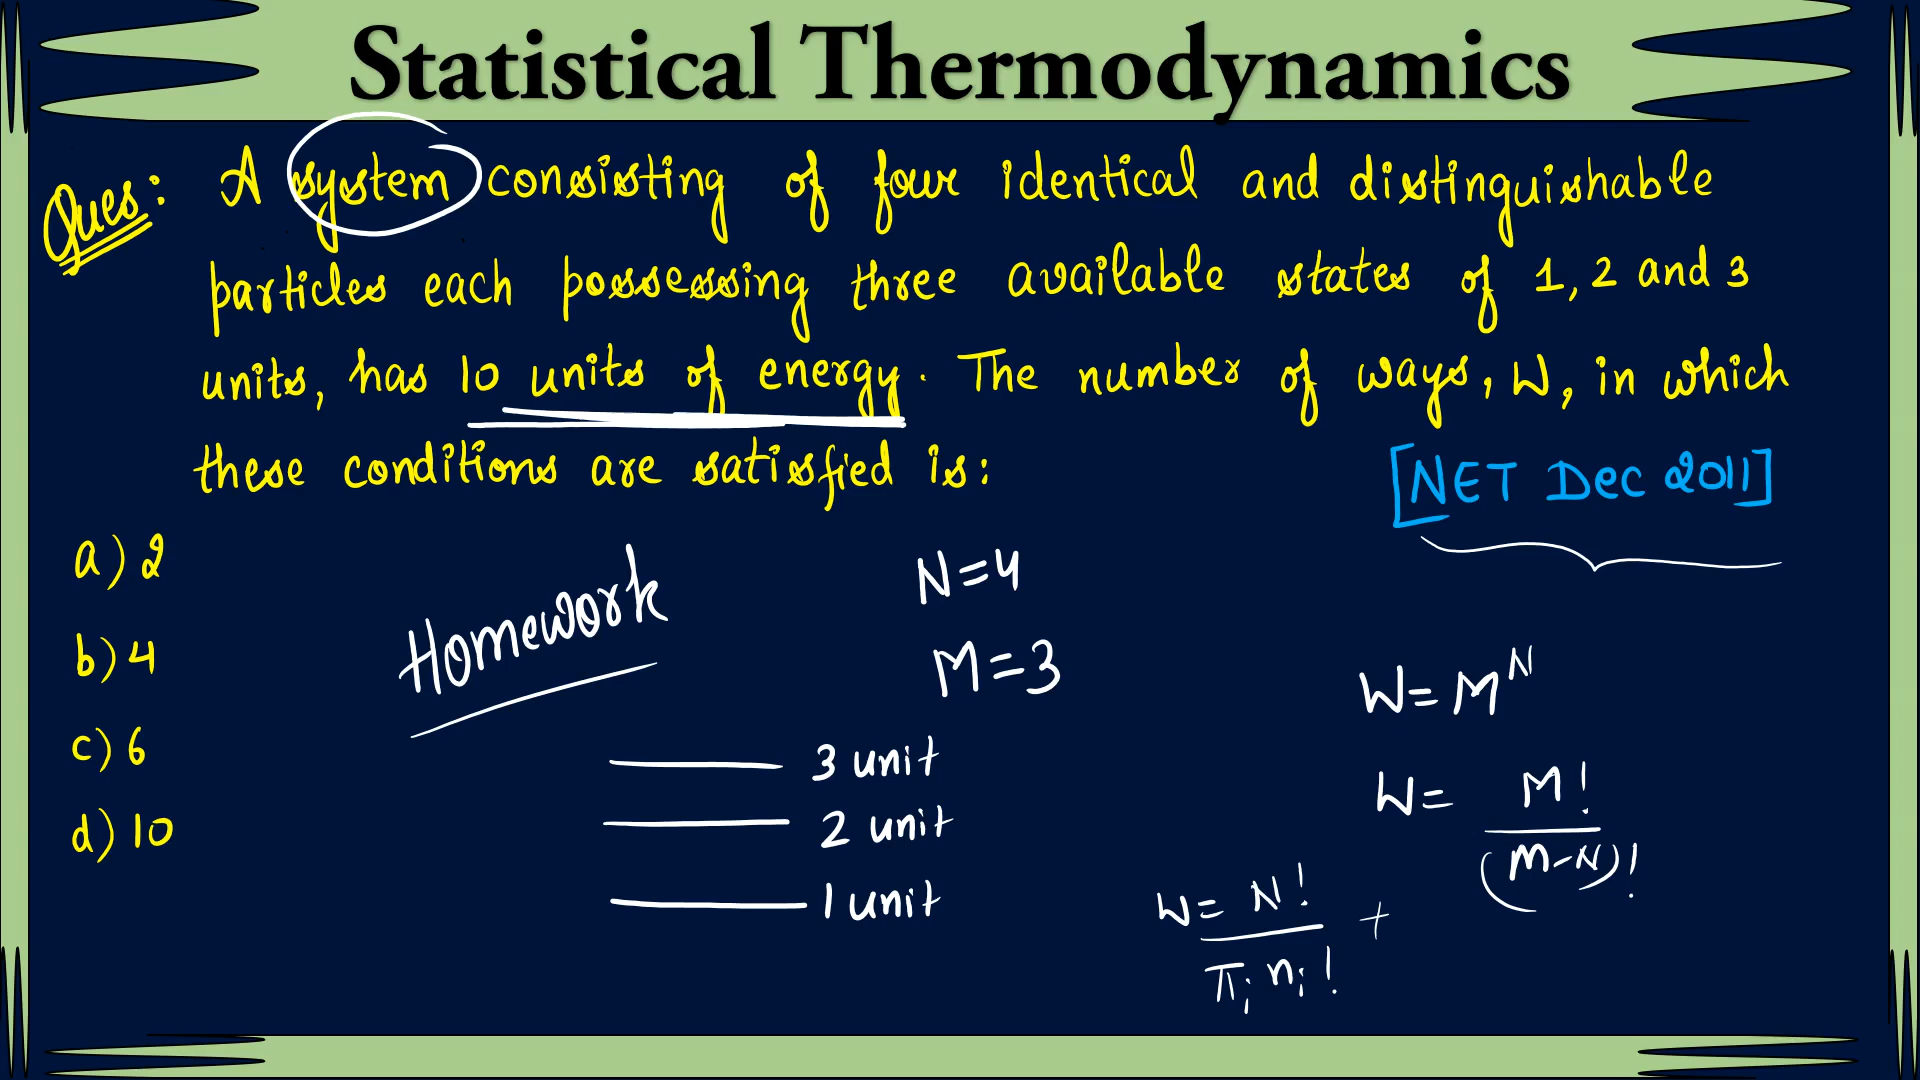 Statistical Thermodynamics
Ques: A system consisting of four identical and distinguishable
particles each possessing three available states of 1, 2 and 3
units, has 10 units of energy. The number of ways, W, in which
these conditions are satisfied is:
[NET Dec 2011]
a) 2
b) 4
c) 6
d) 10
Homework
N=4
M=3
3 unit
2 unit
1 unit
W= M^N
W= M! / (M-N)!
W= N! / πi ni! +